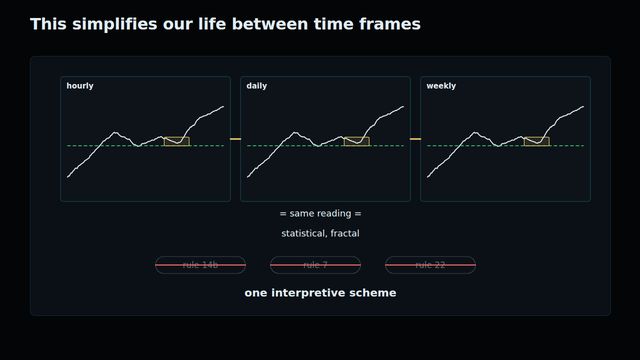 This simplifies our life between time frames
hourly
daily
weekly
= same reading =
statistical, fractal
rule 14b
rule 7
rule 22
one interpretive scheme